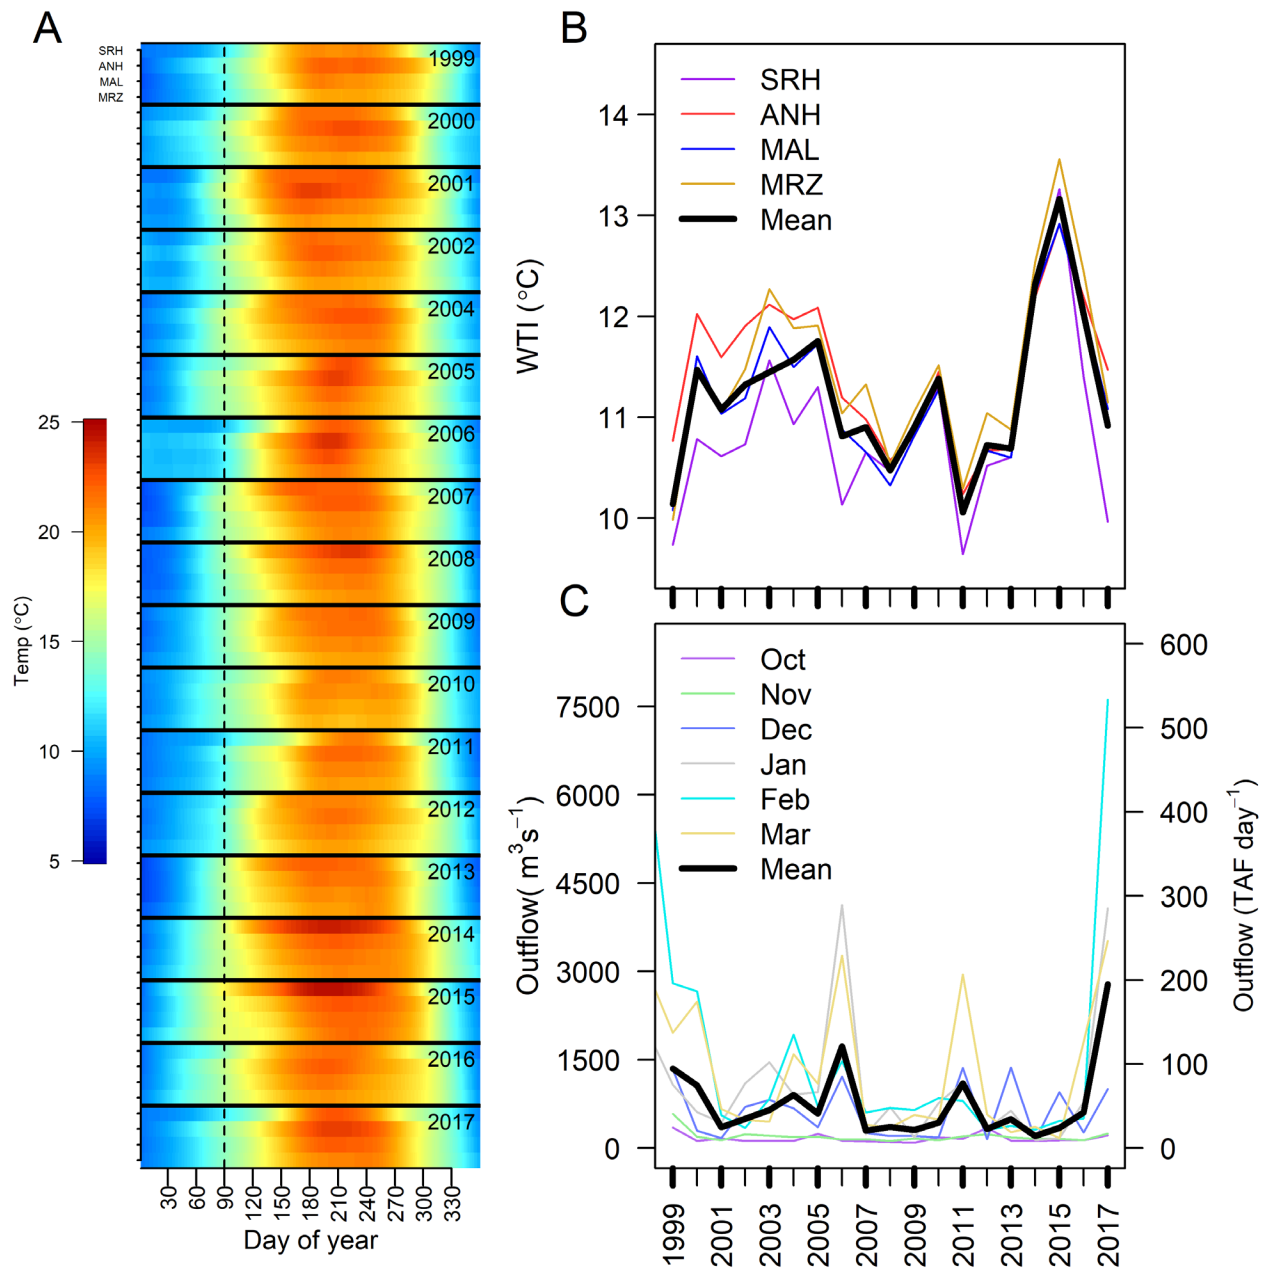 A
SRH
ANH
MAL
MRZ
1999
2000
2001
2002
2004
2005
2006
2007
2008
2009
2010
2011
2012
2013
2014
2015
2016
2017
25
20
15
10
5
Temp (°C)
30
60
90
120
150
180
210
240
270
300
330
Day of year
B
SRH
ANH
MAL
MRZ
Mean
14
13
12
11
10
WTI (°C)
C
Oct
Nov
Dec
Jan
Feb
Mar
Mean
7500
6000
4500
3000
1500
0
Outflow( m³s⁻¹)
600
500
400
300
200
100
0
Outflow (TAF day⁻¹)
1999
2001
2003
2005
2007
2009
2011
2013
2015
2017